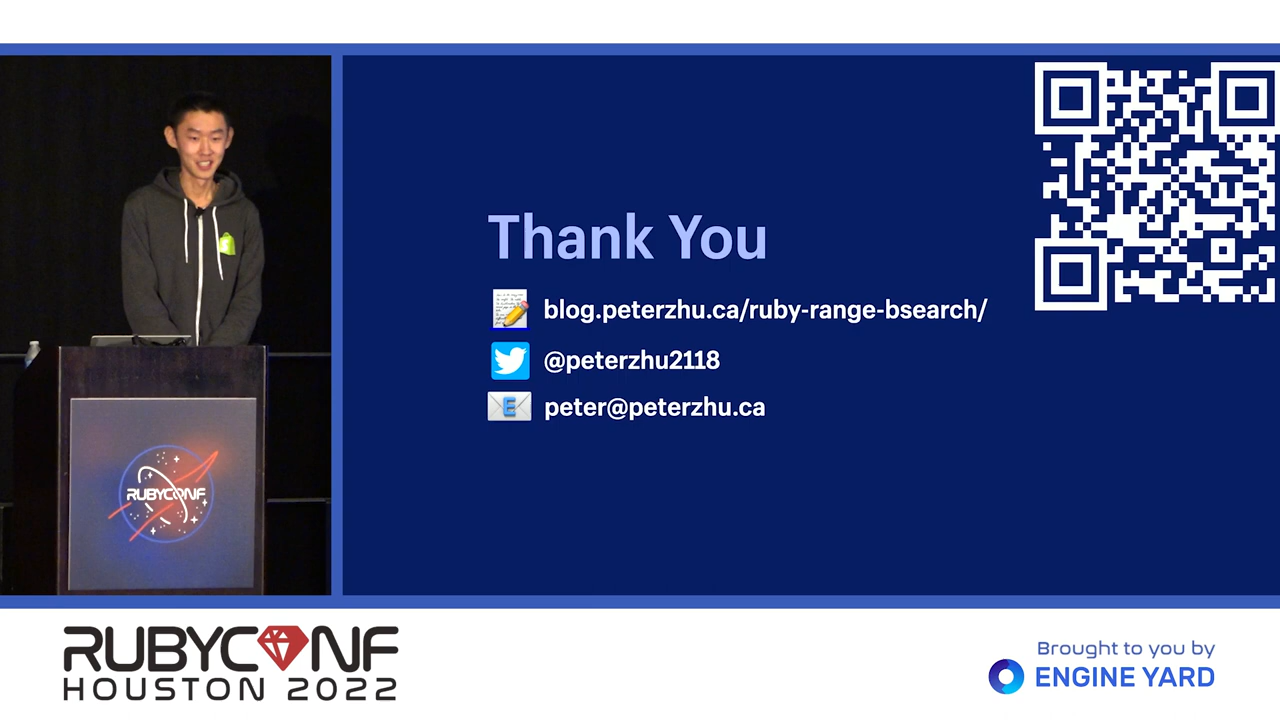 Thank You
blog.peterzhu.ca/ruby-range-bsearch/
@peterzhu2118
peter@peterzhu.ca
RUBYCONF
RUBYCONF
HOUSTON 2022
Brought to you by
ENGINE YARD